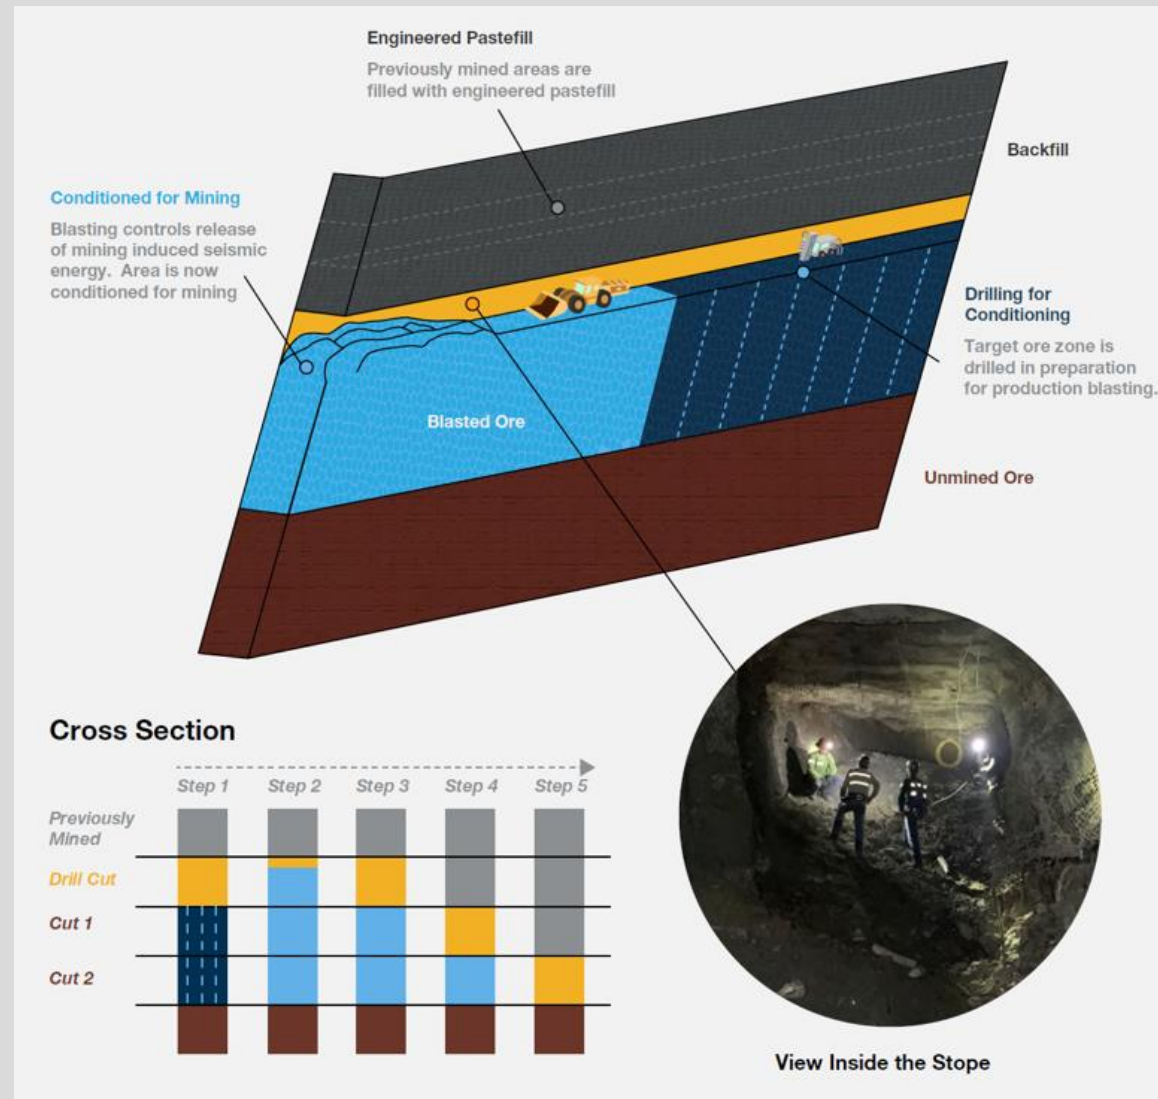 Engineered Pastefill
Previously mined areas are
filled with engineered pastefill
Backfill
Conditioned for Mining
Blasting controls release
of mining induced seismic
energy. Area is now
conditioned for mining
Drilling for
Conditioning
Target ore zone is
drilled in preparation
for production blasting.
Blasted Ore
Unmined Ore
Cross Section
Step 1 Step 2 Step 3 Step 4 Step 5
Previously
Mined
Drill Cut
Cut 1
Cut 2
View Inside the Stope